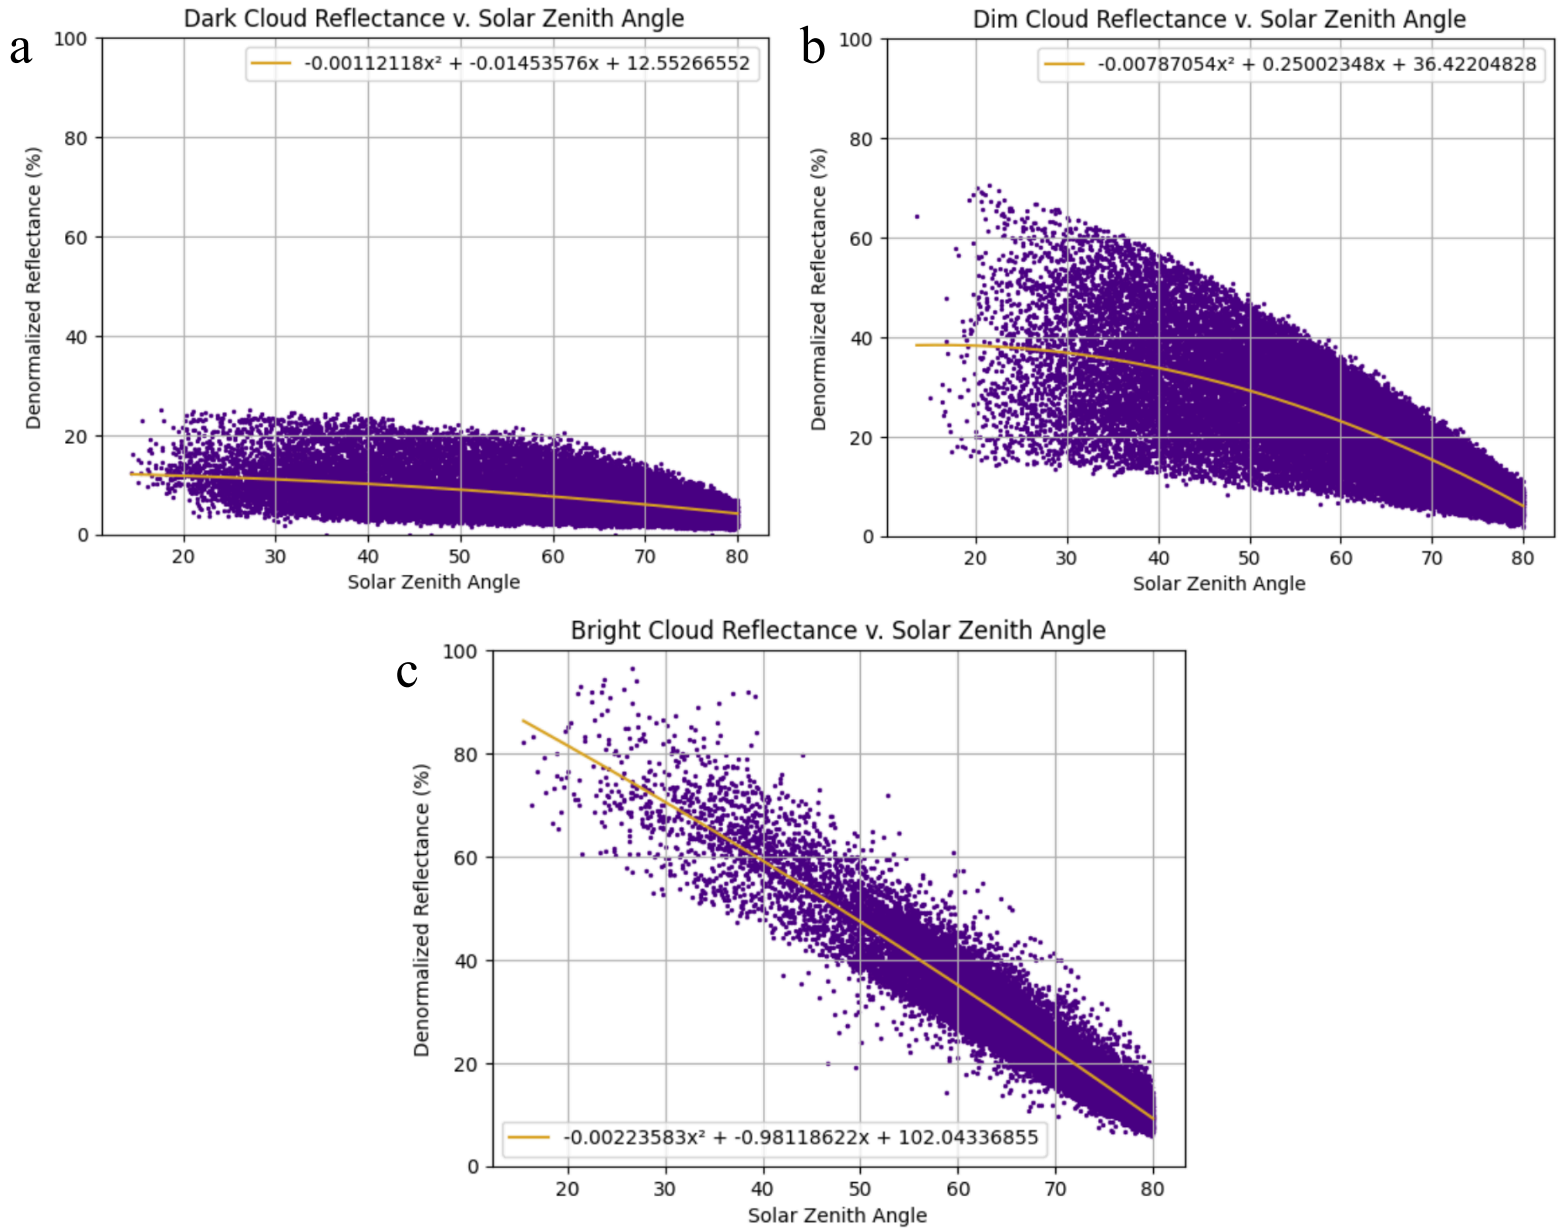 a
Dark Cloud Reflectance v. Solar Zenith Angle
-0.00112118x² + -0.01453576x + 12.55266552
Denormalized Reflectance (%)
100
80
60
40
20
0
20 30 40 50 60 70 80
Solar Zenith Angle
b
Dim Cloud Reflectance v. Solar Zenith Angle
-0.00787054x² + 0.25002348x + 36.42204828
Denormalized Reflectance (%)
100
80
60
40
20
0
20 30 40 50 60 70 80
Solar Zenith Angle
c
Bright Cloud Reflectance v. Solar Zenith Angle
Denormalized Reflectance (%)
100
80
60
40
20
0
-0.00223583x² + -0.98118622x + 102.04336855
20 30 40 50 60 70 80
Solar Zenith Angle